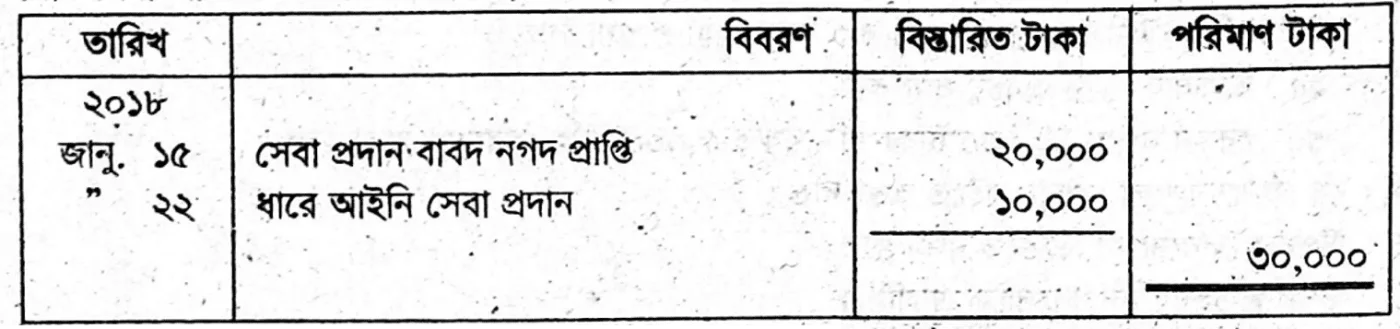 তারিখ বিবরণ বিস্তারিত টাকা পরিমাণ টাকা
২০১৮
জানু. ১৫ সেবা প্রদান বাবদ নগদ প্রাপ্তি ২০,০০০
” ২২ ধারে আইনি সেবা প্রদান ১০,০০০
৩০,০০০